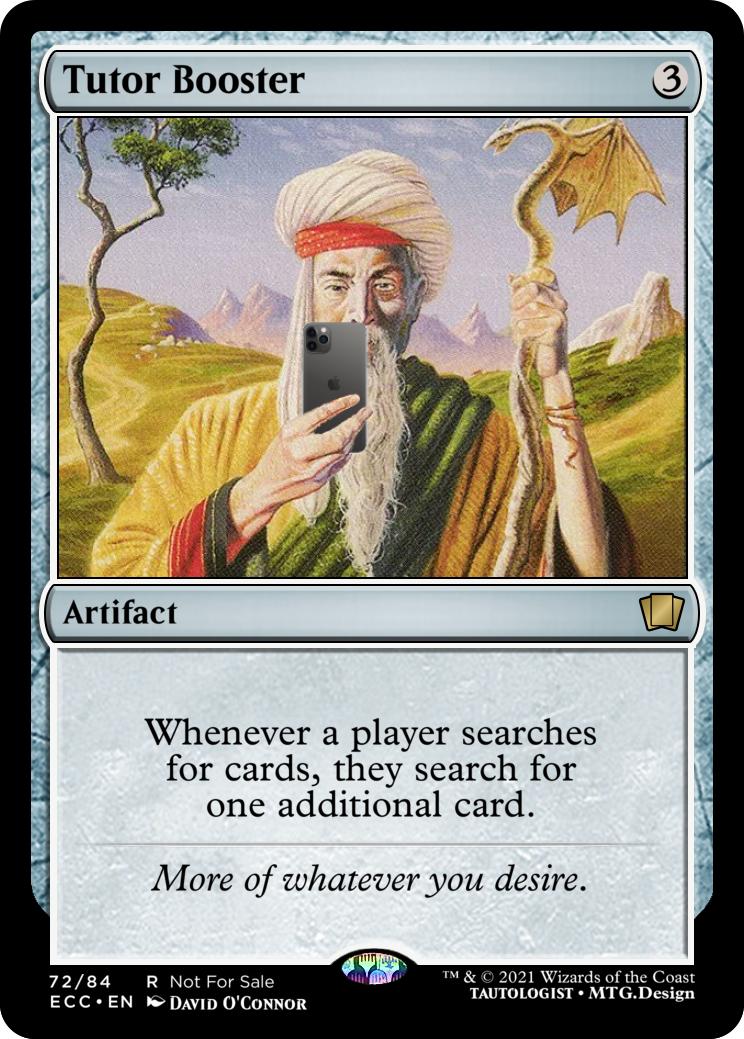 Tutor Booster 3
Artifact
Whenever a player searches
for cards, they search for
one additional card.
More of whatever you desire.
72/84 R Not For Sale ™ & © 2021 Wizards of the Coast
ECC • EN David O'Connor TAUTOLOGIST • MTG.Design